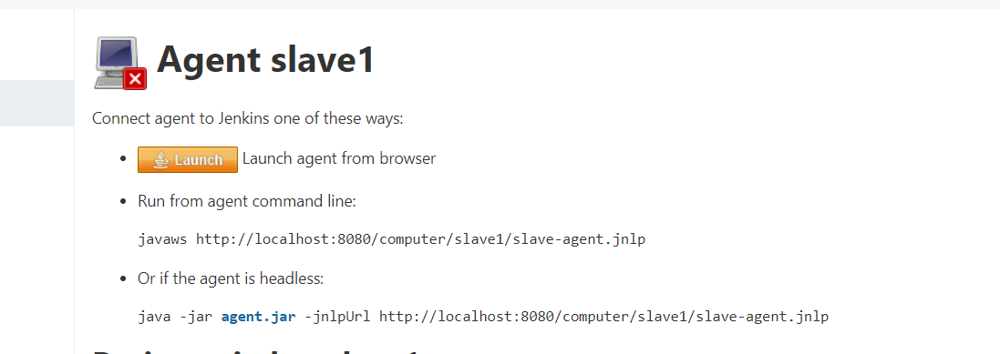 Agent slave1
Connect agent to Jenkins one of these ways:
Launch Launch agent from browser
Run from agent command line:
javaws http://localhost:8080/computer/slave1/slave-agent.jnlp
Or if the agent is headless:
java -jar agent.jar -jnlpUrl http://localhost:8080/computer/slave1/slave-agent.jnlp